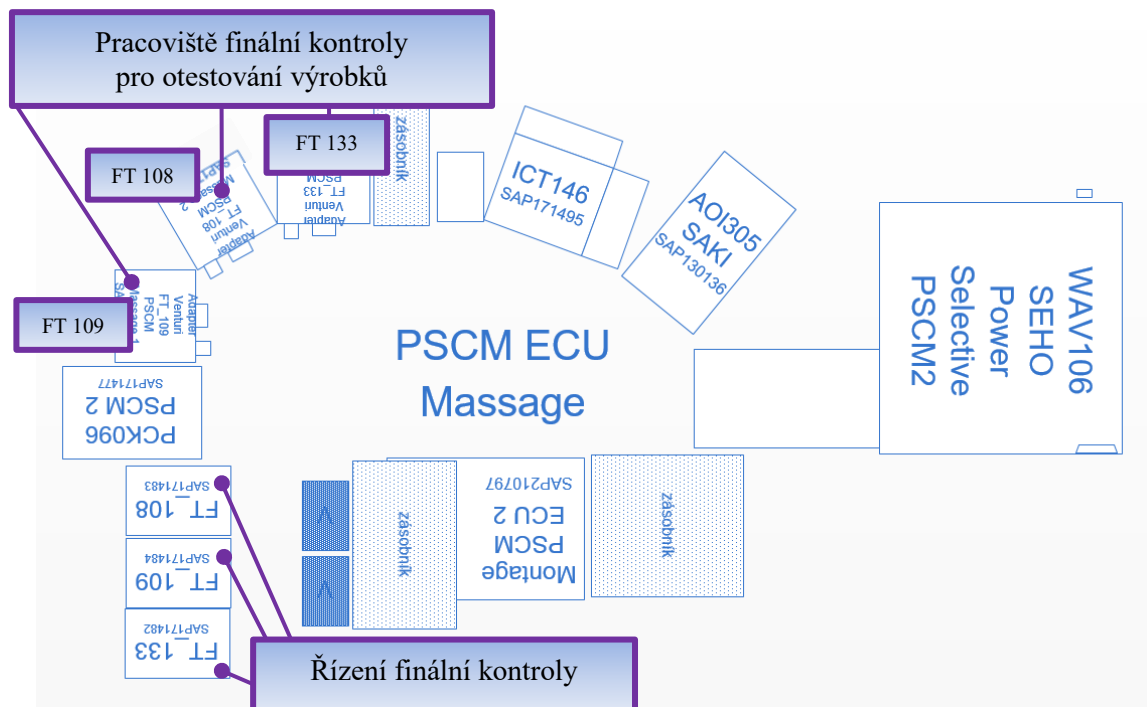 Pracoviště finální kontroly
pro otestování výrobků
FT 133
FT 108
FT 109
zásobník
Adapter
Venturi
FT_133
PSCM
Adapter
Venturi
FT_108
PSCM
ICT146
SAP171495
AOI305
SAKI
SAP130136
WAV106
SEHO
Power
Selective
PSCM2
Adapter
Venturi
FT_109
PSCM
Massage 1
PSCM ECU
Massage
PCK096
PSCM 2
SAP171477
FT_108
SAP171483
FT_109
SAP171484
FT_133
SAP171482
V
V
zásobník
Montage
PSCM
ECU 2
SAP210797
zásobník
Řízení finální kontroly